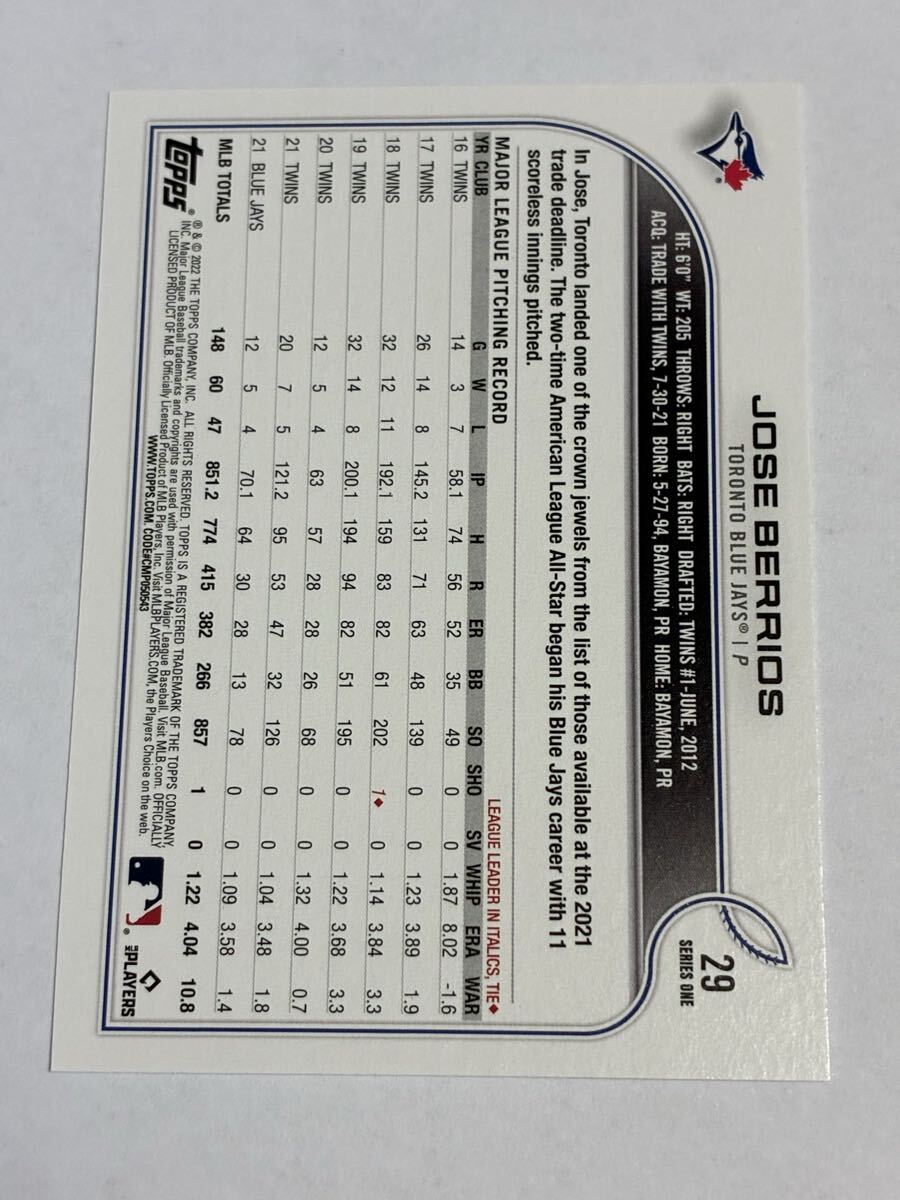 JOSE BERRIOS
TORONTO BLUE JAYS® | P
29
SERIES ONE
HT: 6'0" WT: 205 THROWS: RIGHT BATS: RIGHT DRAFTED: TWINS #1-JUNE, 2012
ACQ: TRADE WITH TWINS, 7-30-21 BORN: 5-27-94, BAYAMON, PR HOME: BAYAMON, PR
In Jose, Toronto landed one of the crown jewels from the list of those available at the 2021
trade deadline. The two-time American League All-Star began his Blue Jays career with 11
scoreless innings pitched.
MAJOR LEAGUE PITCHING RECORD LEAGUE LEADER IN ITALICS, TIE♦
YR CLUB G W L IP H R ER BB SO SHO SV WHIP ERA WAR
16 TWINS 14 3 7 58.1 74 56 52 35 49 0 0 1.87 8.02 -1.6
17 TWINS 26 14 8 145.2 131 71 63 48 139 0 0 1.23 3.89 1.9
18 TWINS 32 12 11 192.1 159 83 82 61 202 1♦ 0 1.14 3.84 3.3
19 TWINS 32 14 8 200.1 194 94 82 51 195 0 0 1.22 3.68 3.3
20 TWINS 12 5 4 63 57 28 28 26 68 0 0 1.32 4.00 0.7
21 TWINS 20 7 5 121.2 95 53 47 32 126 0 0 1.04 3.48 1.8
21 BLUE JAYS 12 5 4 70.1 64 30 28 13 78 0 0 1.09 3.58 1.4
MLB TOTALS 148 60 47 851.2 774 415 382 266 857 1 0 1.22 4.04 10.8
topps®
® & © 2022 THE TOPPS COMPANY, INC. ALL RIGHTS RESERVED. TOPPS IS A REGISTERED TRADEMARK OF THE TOPPS COMPANY,
INC. Major League Baseball trademarks and copyrights are used with permission of Major League Baseball. Visit MLB.com. OFFICIALLY
LICENSED PRODUCT OF MLB. Officially Licensed Product of MLB Players, Inc. Visit MLBPLAYERS.COM, the Players Choice on the web.
WWW.TOPPS.COM. CODE#CMP050543
MLB PLAYERS